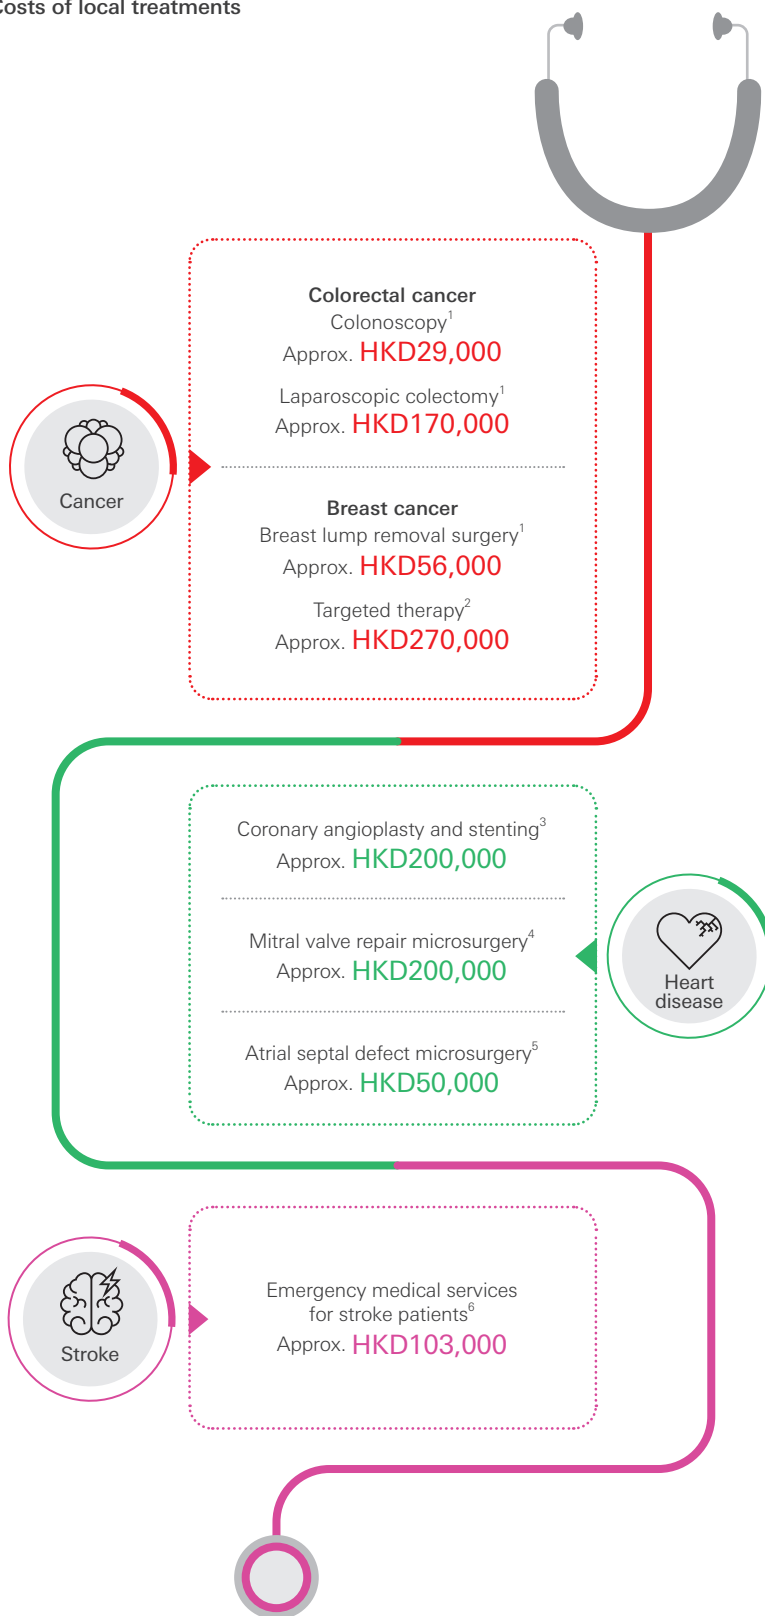 Costs of local treatments
Colorectal cancer
Colonoscopy1
Approx. HKD29,000
Laparoscopic colectomy1
Approx. HKD170,000
Cancer
Breast cancer
Breast lump removal surgery1
Approx. HKD56,000
Targeted therapy2
Approx. HKD270,000
Coronary angioplasty and stenting3
Approx. HKD200,000
Mitral valve repair microsurgery4
Approx. HKD200,000
Heart
disease
Atrial septal defect microsurgery5
Approx. HKD50,000
Emergency medical services
for stroke patients6
Approx. HKD103,000
Stroke